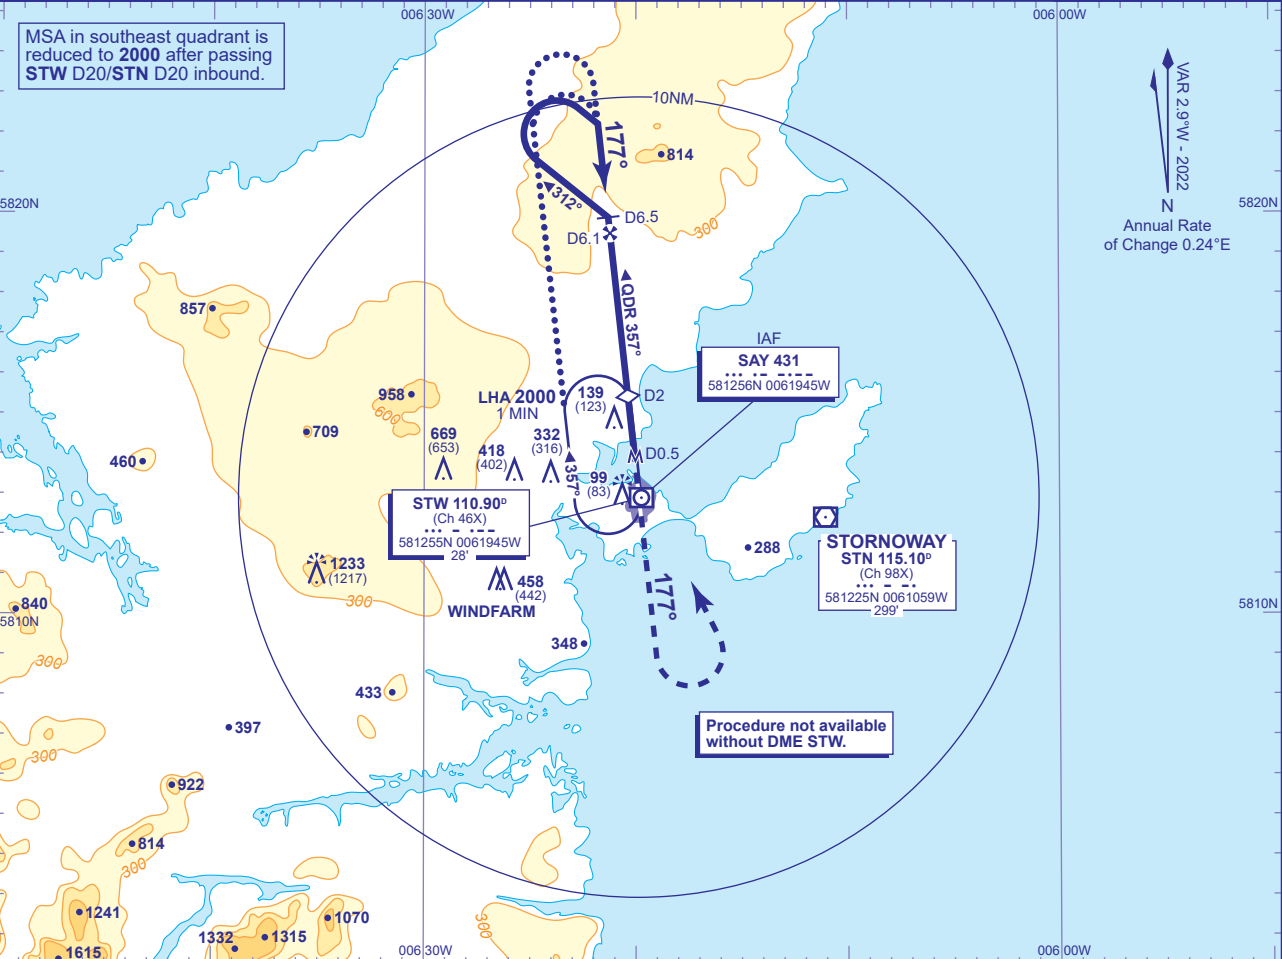 006°30'W
006°00'W
MSA in southeast quadrant is
reduced to 2000 after passing
STW D20/STN D20 inbound.
VAR 2.9°W - 2022
N
Annual Rate
of Change 0.24°E
10NM
177°
814
312°
5820N
5820N
D6.5
D6.1
300
QDR 357°
857
IAF
SAY 431
581256N 0061945W
958
600
LHA 2000
1 MIN
139
(123)
D2
709
669
(653)
418
(402)
332
(316)
357°
D0.5
460
99
(83)
STW 110.90D
(Ch 46X)
581255N 0061945W
28'
STORNOWAY
STN 115.10D
(Ch 98X)
581225N 0061059W
299'
288
1233
(1217)
300
458
(442)
WINDFARM
177°
840
5810N
5810N
300
348
433
397
Procedure not available
without DME STW.
300
922
814
300
1241
1615
1332
1315
1070
300
006°30'W
006°00'W